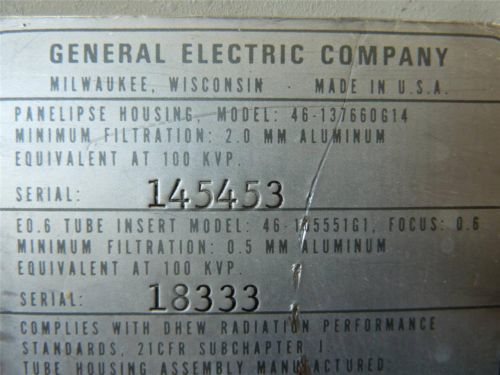 GENERAL ELECTRIC COMPANY
MILWAUKEE, WISCONSIN . MADE IN U.S.A.
PANELIPSE HOUSING, MODEL: 46-137660G14
MINIMUM FILTRATION: 2.0 MM ALUMINUM
EQUIVALENT AT 100 KVP.
SERIAL: 145453
E0.6 TUBE INSERT MODEL: FOCUS: 0.6
MINIMUM FILTRATION: 0.5 MM ALUMINUM
EQUIVALENT AT 100 KVP.
SERIAL: 18333
COMPLIES WITH DHEW RADIATION PERFORMANCE
STANDARDS, 21CFR SUBCHAPTER J.
TUBE HOUSING ASSEMBLY MANUFACTURED: